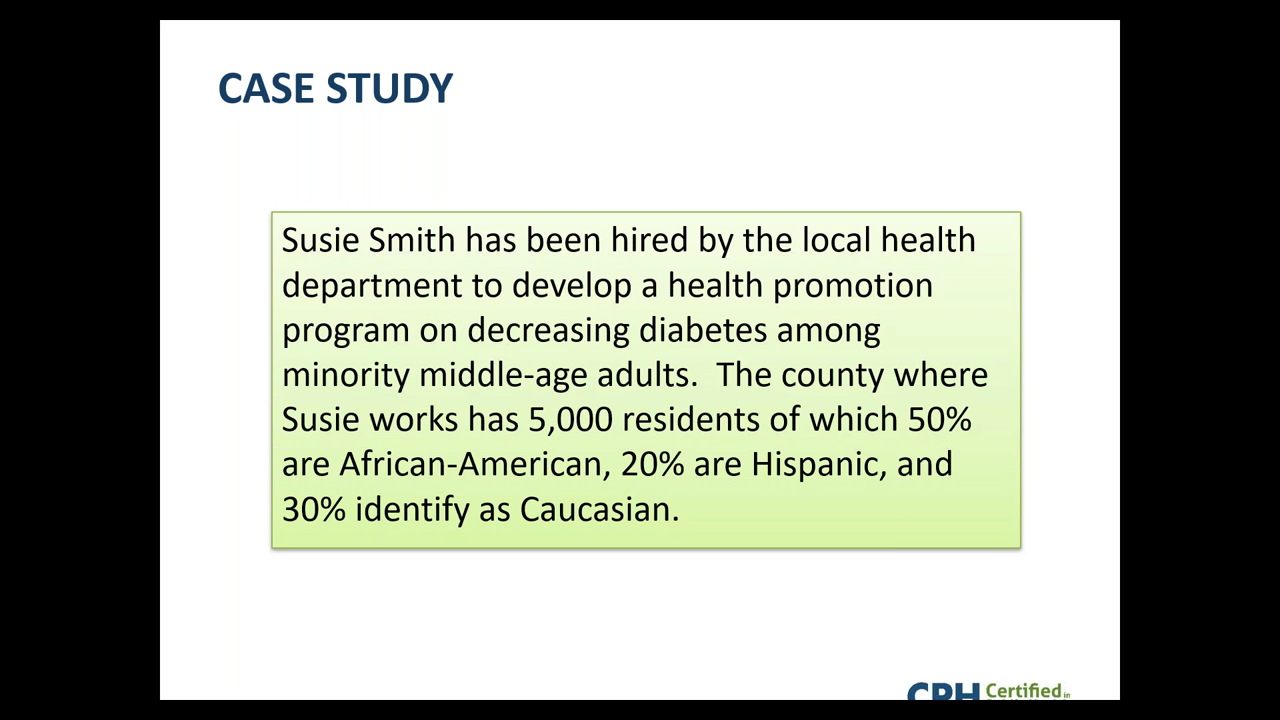 CASE STUDY
Susie Smith has been hired by the local health
department to develop a health promotion
program on decreasing diabetes among
minority middle-age adults.  The county where
Susie works has 5,000 residents of which 50%
are African-American, 20% are Hispanic, and
30% identify as Caucasian.
CPH Certified in